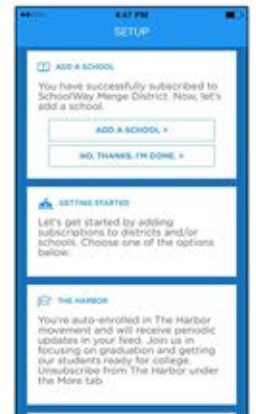 4:47 PM
SETUP
ADD A SCHOOL
You have successfully subscribed to
SchoolWay Merge District. Now, let's
add a school.
ADD A SCHOOL >
NO, THANKS. I'M DONE. >
GETTING STARTED
Let's get started by adding
subscriptions to districts and/or
schools. Choose one of the options
below:
THE HARBOR
You're auto-enrolled in The Harbor
movement and will receive periodic
updates in your feed. Join us in
focusing on graduation and getting
our students ready for college.
Unsubscribe from The Harbor under
the More tab.